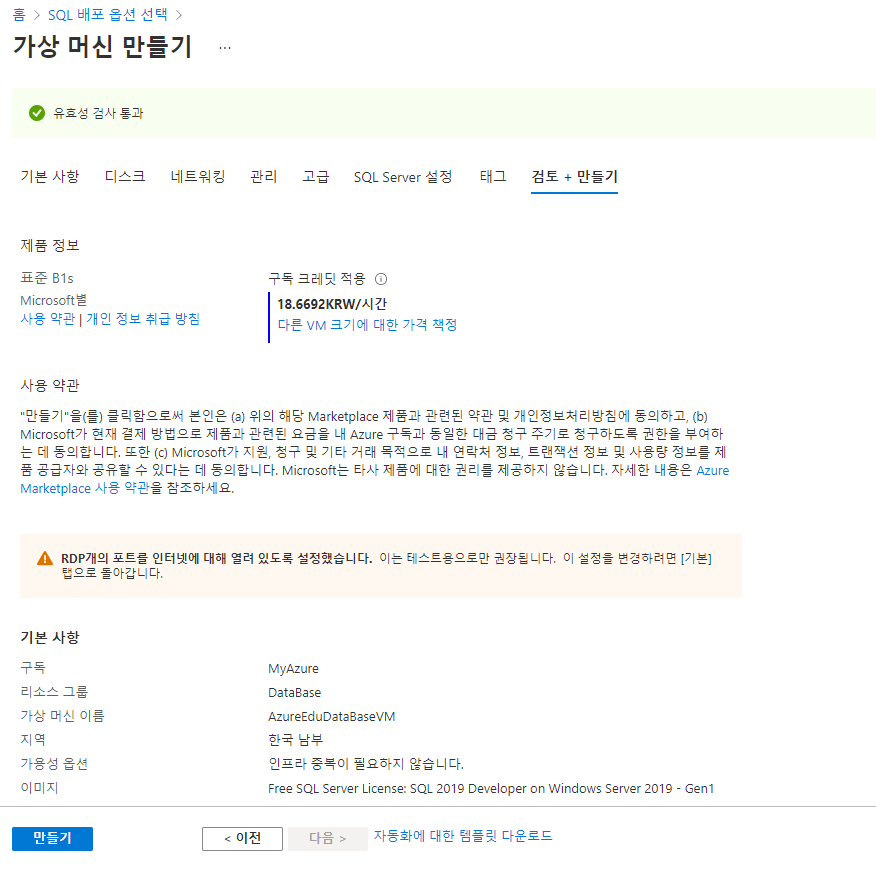 홈 > SQL 배포 옵션 선택 >
가상 머신 만들기 ...
유효성 검사 통과
기본 사항 디스크 네트워킹 관리 고급 SQL Server 설정 태그 검토 + 만들기
제품 정보
표준 B1s 구독 크레딧 적용
Microsoft별 18.6692KRW/시간
사용 약관 | 개인 정보 취급 방침 다른 VM 크기에 대한 가격 책정
사용 약관
"만들기"을(를) 클릭함으로써 본인은 (a) 위의 해당 Marketplace 제품과 관련된 약관 및 개인정보처리방침에 동의하고, (b)
Microsoft가 현재 결제 방법으로 제품과 관련된 요금을 내 Azure 구독과 동일한 대금 청구 주기로 청구하도록 권한을 부여하
는 데 동의합니다. 또한 (c) Microsoft가 지원, 청구 및 기타 거래 목적으로 내 연락처 정보, 트랜잭션 정보 및 사용량 정보를 제
품 공급자와 공유할 수 있다는 데 동의합니다. Microsoft는 타사 제품에 대한 권리를 제공하지 않습니다. 자세한 내용은 Azure
Marketplace 사용 약관을 참조하세요.
RDP개의 포트를 인터넷에 대해 열려 있도록 설정했습니다. 이는 테스트용으로만 권장됩니다. 이 설정을 변경하려면 [기본]
탭으로 돌아갑니다.
기본 사항
구독 MyAzure
리소스 그룹 DataBase
가상 머신 이름 AzureEduDataBaseVM
지역 한국 남부
가용성 옵션 인프라 중복이 필요하지 않습니다.
이미지 Free SQL Server License: SQL 2019 Developer on Windows Server 2019 - Gen1
만들기 < 이전 다음 > 자동화에 대한 템플릿 다운로드